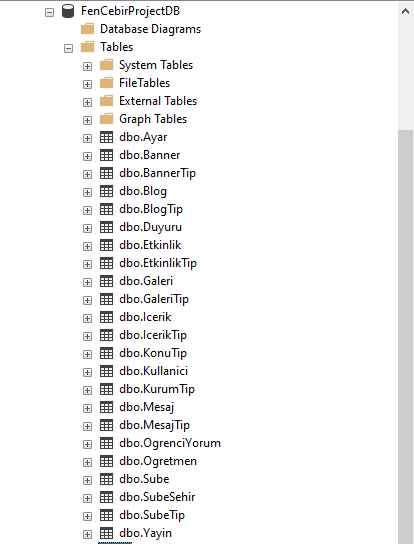 FenCebirProjectDB
Database Diagrams
Tables
System Tables
FileTables
External Tables
Graph Tables
dbo.Ayar
dbo.Banner
dbo.BannerTip
dbo.Blog
dbo.BlogTip
dbo.Duyuru
dbo.Etkinlik
dbo.EtkinlikTip
dbo.Galeri
dbo.GaleriTip
dbo.Icerik
dbo.IcerikTip
dbo.KonuTip
dbo.Kullanici
dbo.KurumTip
dbo.Mesaj
dbo.MesajTip
dbo.OgrenciYorum
dbo.Ogretmen
dbo.Sube
dbo.SubeSehir
dbo.SubeTip
dbo.Yayin